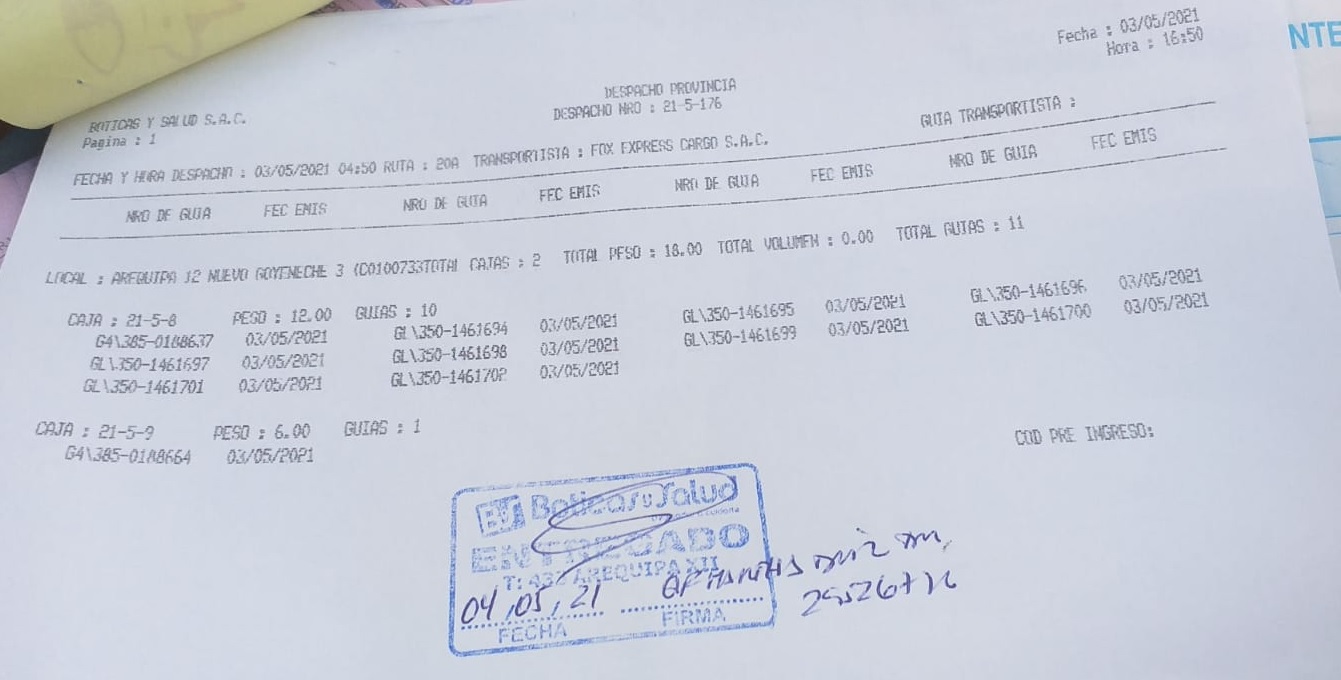 Fecha : 03/05/2021
Hora : 16:50
NTE
DESPACHO PROVINCIA
DESPACHO NRO : 21-5-176
BOTICAS Y SALUD S.A.C.
Pagina : 1
GUIA TRANSPORTISTA :
FECHA Y HORA DESPACHO : 03/05/2021 04:50 RUTA : 20A TRANSPORTISTA : FOX EXPRESS CARGO S.A.C.
NRO DE GUIA FEC EMIS NRO DE GUIA FEC EMIS NRO DE GUIA FEC EMIS NRO DE GUIA FEC EMIS
LOCAL : AREQUIPA 12 NUEVO GOYENECHE 3 (C0100733TOTAL CAJAS : 2 TOTAL PESO : 18.00 TOTAL VOLUMEN : 0.00 TOTAL GUIAS : 11
CAJA : 21-5-8 PESO : 12.00 GUIAS : 10
G4\385-0188637 03/05/2021 GL\350-1461694 03/05/2021 GL\350-1461695 03/05/2021 GL\350-1461696 03/05/2021
GL\350-1461697 03/05/2021 GL\350-1461698 03/05/2021 GL\350-1461699 03/05/2021 GL\350-1461700 03/05/2021
GL\350-1461701 03/05/2021 GL\350-1461702 03/05/2021
CAJA : 21-5-9 PESO : 6.00 GUIAS : 1
G4\385-0188664 03/05/2021
COD PRE INGRESO:
Boticas y Salud
ENTREGADO
T: 432 AREQUIPA XII
04,05,21
FECHA FIRMA